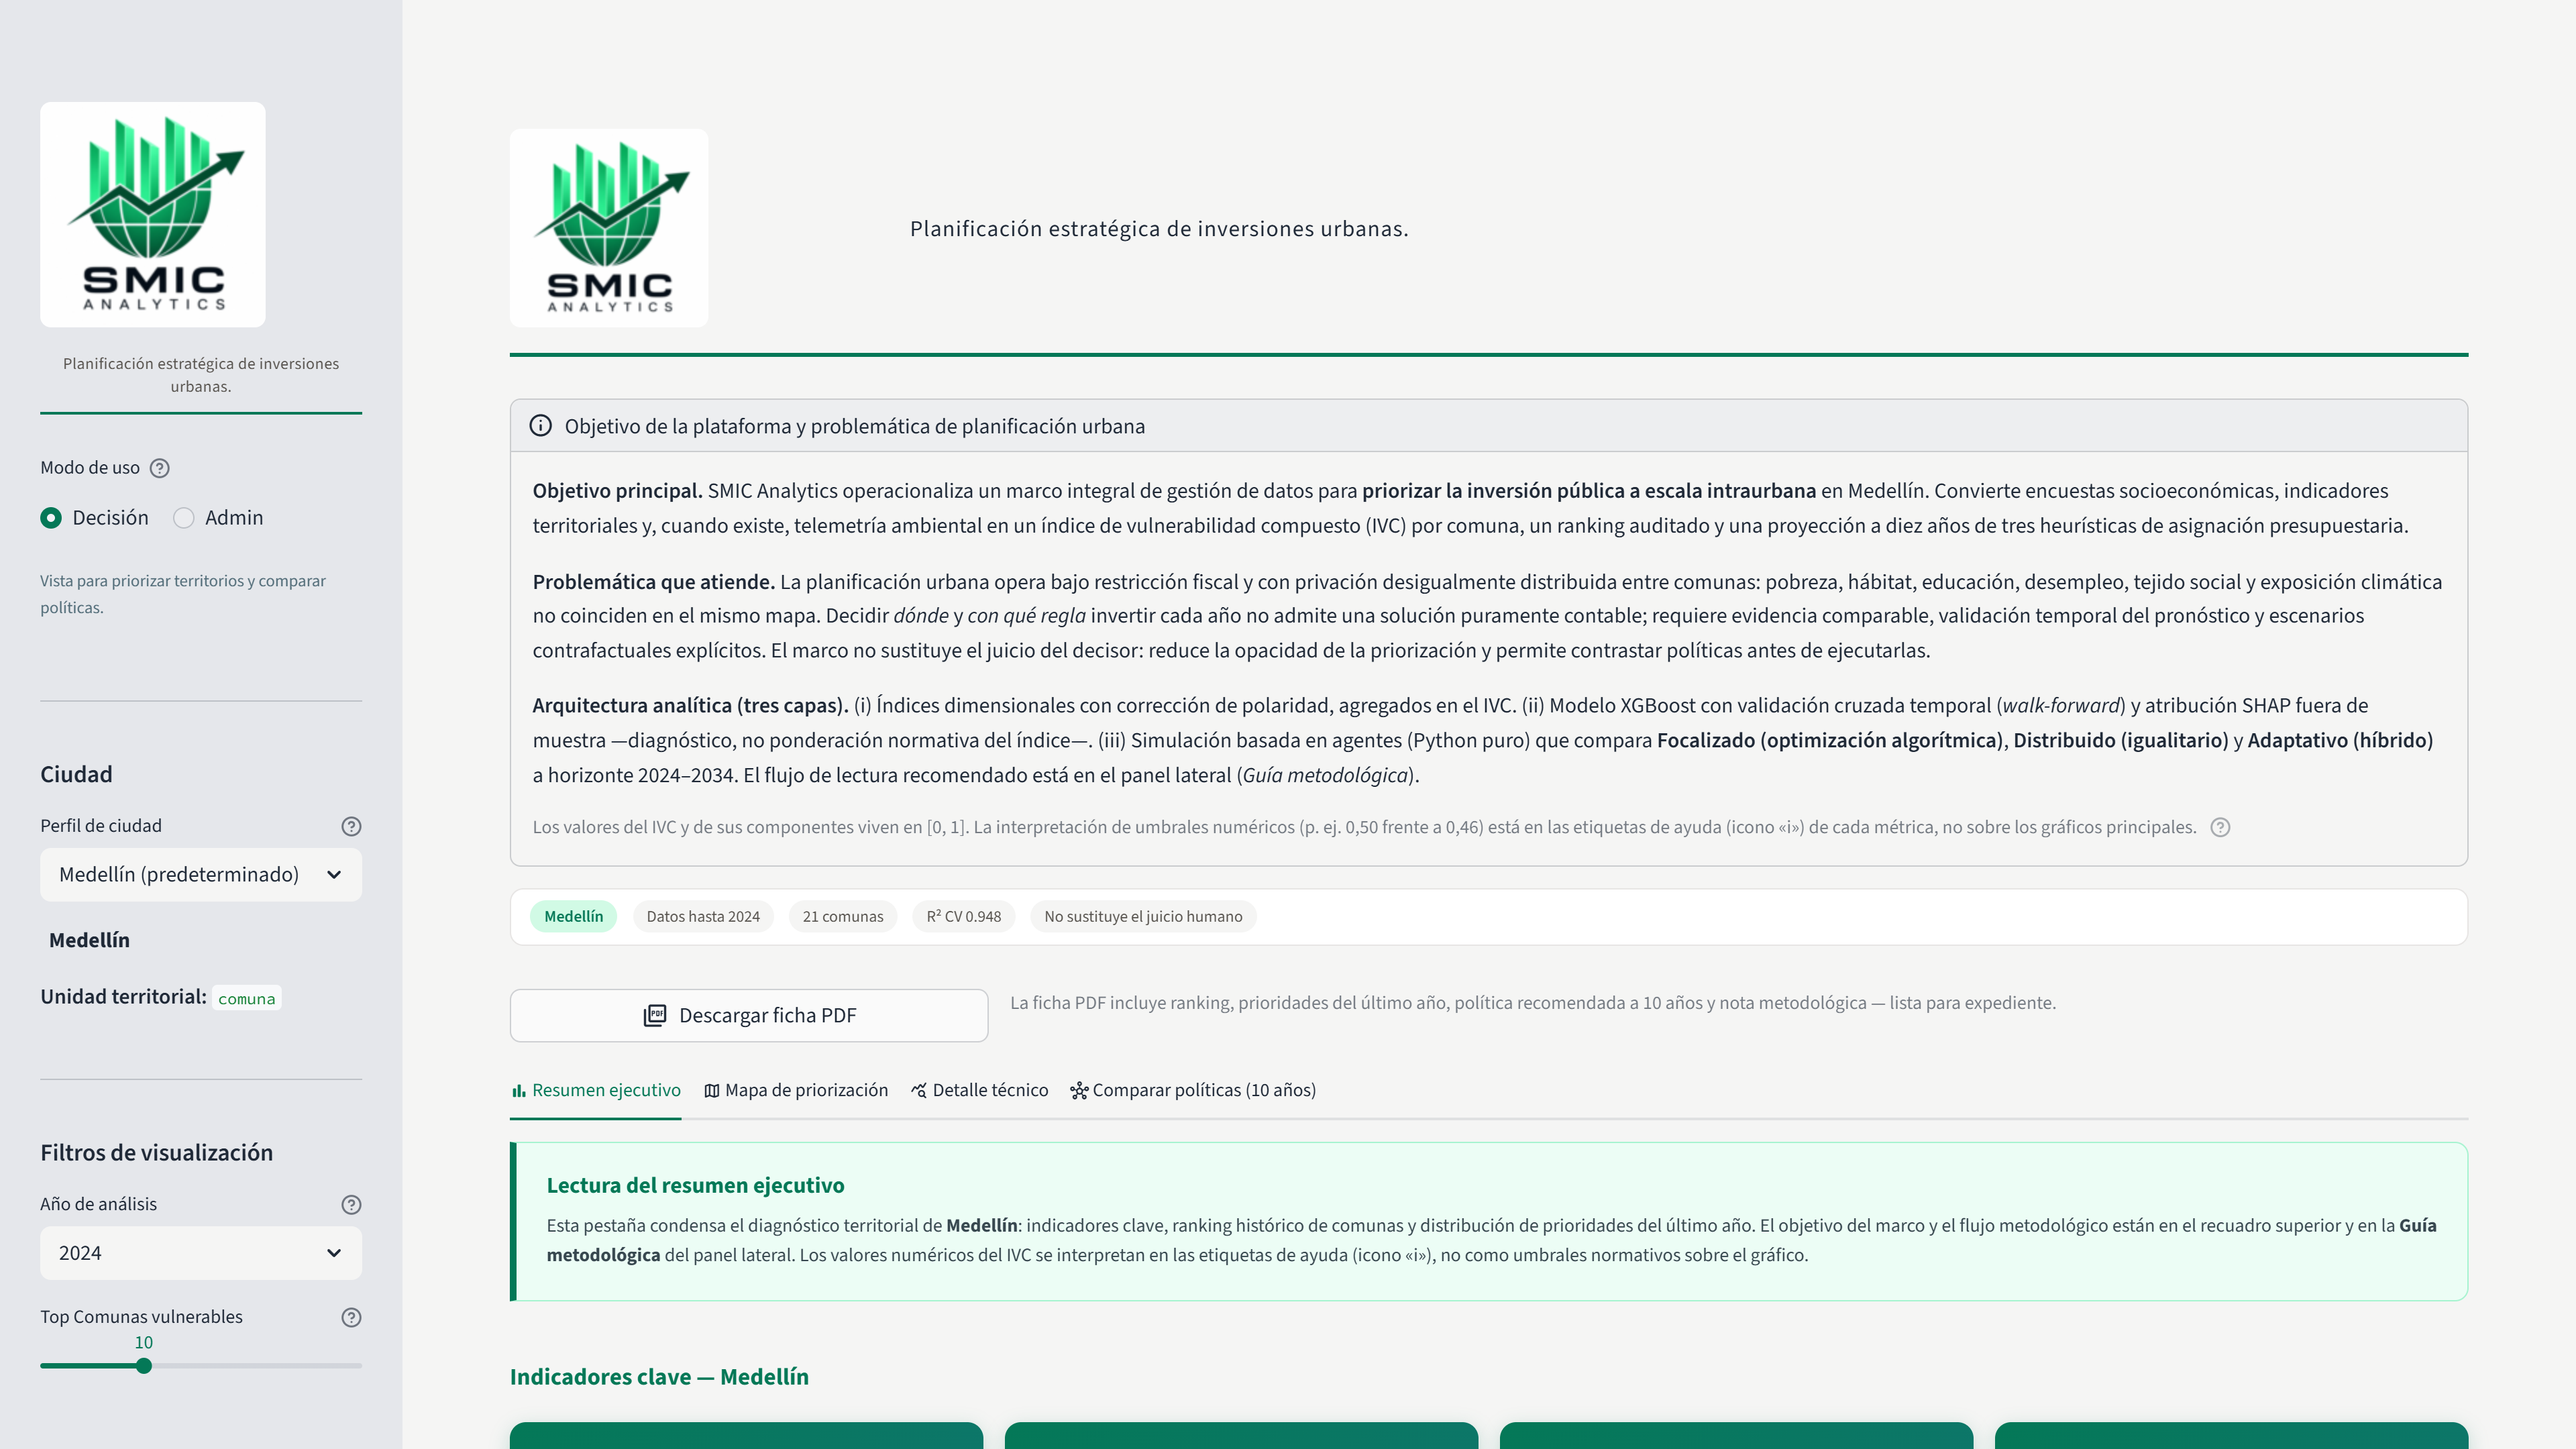 SMIC
ANALYTICS
Planificación estratégica de inversiones
urbanas.
Modo de uso
Decisión
Admin
Vista para priorizar territorios y comparar
políticas.
Ciudad
Perfil de ciudad
Medellín (predeterminado)
Medellín
Unidad territorial: comuna
Filtros de visualización
Año de análisis
2024
Top Comunas vulnerables
10
SMIC
ANALYTICS
Planificación estratégica de inversiones urbanas.
Objetivo de la plataforma y problemática de planificación urbana
Objetivo principal. SMIC Analytics operacionaliza un marco integral de gestión de datos para priorizar la inversión pública a escala intraurbana en Medellín. Convierte encuestas socioeconómicas, indicadores
territoriales y, cuando existe, telemetría ambiental en un índice de vulnerabilidad compuesto (IVC) por comuna, un ranking auditado y una proyección a diez años de tres heurísticas de asignación presupuestaria.
Problemática que atiende. La planificación urbana opera bajo restricción fiscal y con privación desigualmente distribuida entre comunas: pobreza, hábitat, educación, desempleo, tejido social y exposición climática
no coinciden en el mismo mapa. Decidir dónde y con qué regla invertir cada año no admite una solución puramente contable; requiere evidencia comparable, validación temporal del pronóstico y escenarios
contrafactuales explícitos. El marco no sustituye el juicio del decisor: reduce la opacidad de la priorización y permite contrastar políticas antes de ejecutarlas.
Arquitectura analítica (tres capas). (i) Índices dimensionales con corrección de polaridad, agregados en el IVC. (ii) Modelo XGBoost con validación cruzada temporal (walk-forward) y atribución SHAP fuera de
muestra —diagnóstico, no ponderación normativa del índice—. (iii) Simulación basada en agentes (Python puro) que compara Focalizado (optimización algorítmica), Distribuido (igualitario) y Adaptativo (híbrido)
a horizonte 2024–2034. El flujo de lectura recomendado está en el panel lateral (Guía metodológica).
Los valores del IVC y de sus componentes viven en [0, 1]. La interpretación de umbrales numéricos (p. ej. 0,50 frente a 0,46) está en las etiquetas de ayuda (icono «i») de cada métrica, no sobre los gráficos principales.
Medellín
Datos hasta 2024
21 comunas
R² CV 0.948
No sustituye el juicio humano
Descargar ficha PDF
La ficha PDF incluye ranking, prioridades del último año, política recomendada a 10 años y nota metodológica — lista para expediente.
Resumen ejecutivo
Mapa de priorización
Detalle técnico
Comparar políticas (10 años)
Lectura del resumen ejecutivo
Esta pestaña condensa el diagnóstico territorial de Medellín: indicadores clave, ranking histórico de comunas y distribución de prioridades del último año. El objetivo del marco y el flujo metodológico están en el recuadro superior y en la Guía
metodológica del panel lateral. Los valores numéricos del IVC se interpretan en las etiquetas de ayuda (icono «i»), no como umbrales normativos sobre el gráfico.
Indicadores clave — Medellín